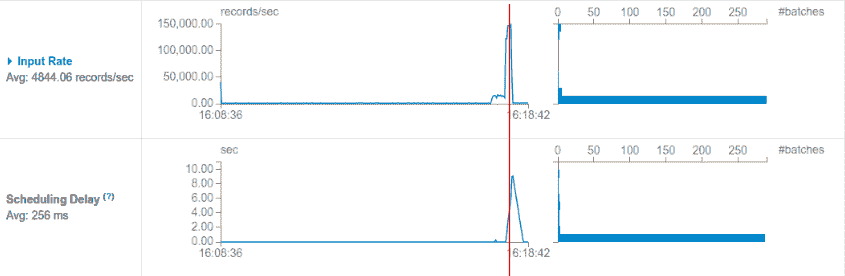 records/sec
150,000.00
100,000.00
50,000.00
0.00
16:08:36 16:18:42
0 50 100 150 200 250 #batches
Input Rate
Avg: 4844.06 records/sec
sec
10.00
8.00
6.00
4.00
2.00
0.00
16:08:36 16:18:42
0 50 100 150 200 250 #batches
Scheduling Delay (?)
Avg: 256 ms